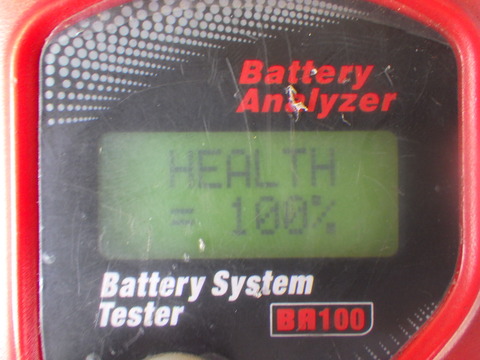 Battery
Analyzer
HEALTH
= 100%
Battery System
Tester
BA100